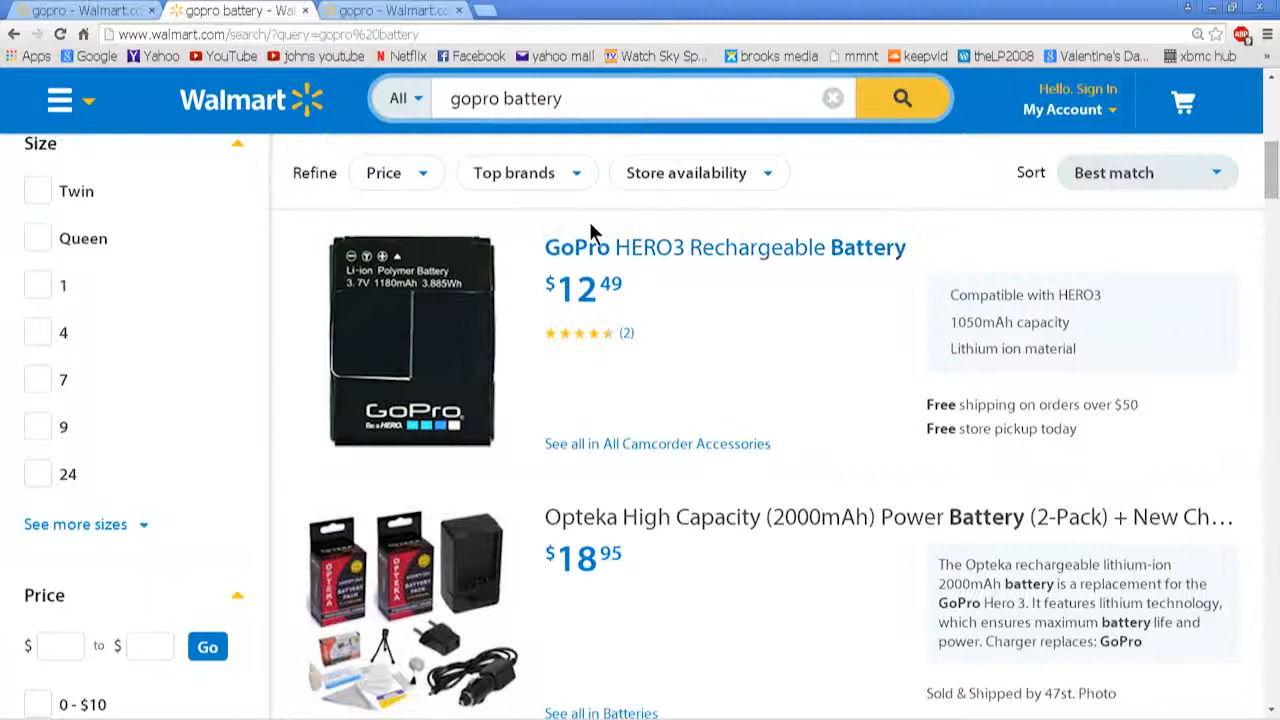 gopro – Walmart.cc ×
gopro battery – Wal ×
gopro – Walmart.cc ×
www.walmart.com/search/?query=gopro%20battery
Apps Google Yahoo YouTube johns youtube Netflix Facebook yahoo mail Watch Sky Sp... brooks media mmnt keepvid theLP2008 Valentine's Da... xbmc hub »
Walmart
All gopro battery
Hello. Sign In
My Account
Size
Twin
Queen
1
4
7
9
24
See more sizes
Price
$ to $ Go
0 - $10
Refine Price Top brands Store availability Sort Best match
Li-ion Polymer Battery
3.7V 1180mAh 3.885Wh
GoPro
Be a HERO.
GoPro HERO3 Rechargeable Battery
$12 49
(2)
See all in All Camcorder Accessories
Compatible with HERO3
1050mAh capacity
Lithium ion material
Free shipping on orders over $50
Free store pickup today
OPTEKA
OPTEKA
Opteka High Capacity (2000mAh) Power Battery (2-Pack) + New Ch...
$18 95
See all in Batteries
The Opteka rechargeable lithium-ion
2000mAh battery is a replacement for the
GoPro Hero 3. It features lithium technology,
which ensures maximum battery life and
power. Charger replaces: GoPro
Sold & Shipped by 47st. Photo